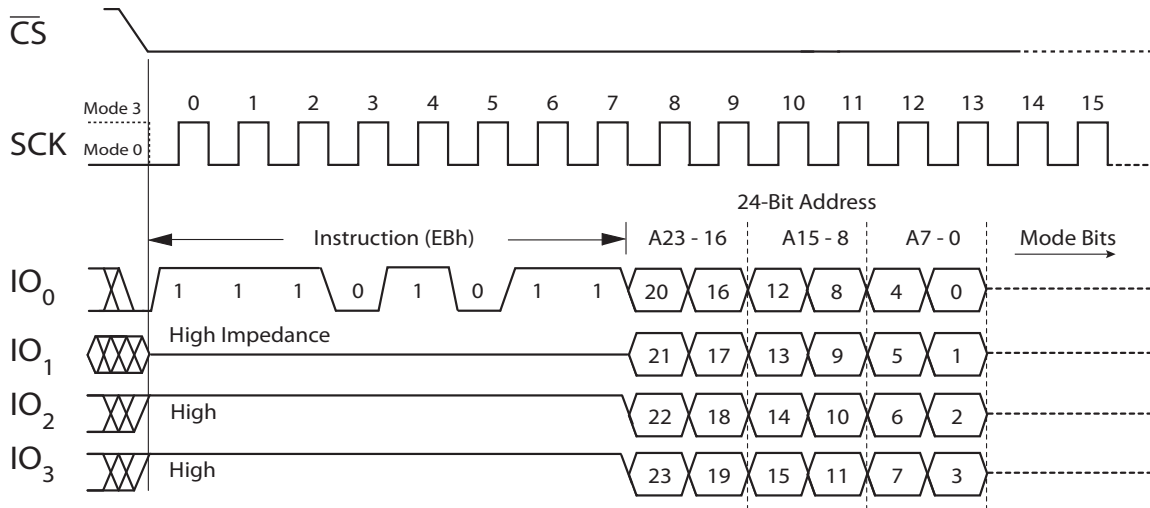 CS
Mode 3
0 1 2 3 4 5 6 7 8 9 10 11 12 13 14 15
SCK
Mode 0
24-Bit Address
Instruction (EBh) A23 - 16 A15 - 8 A7 - 0 Mode Bits
IO0 1 1 1 0 1 0 1 1 20 16 12 8 4 0
High Impedance
IO1 21 17 13 9 5 1
IO2 High 22 18 14 10 6 2
IO3 High 23 19 15 11 7 3